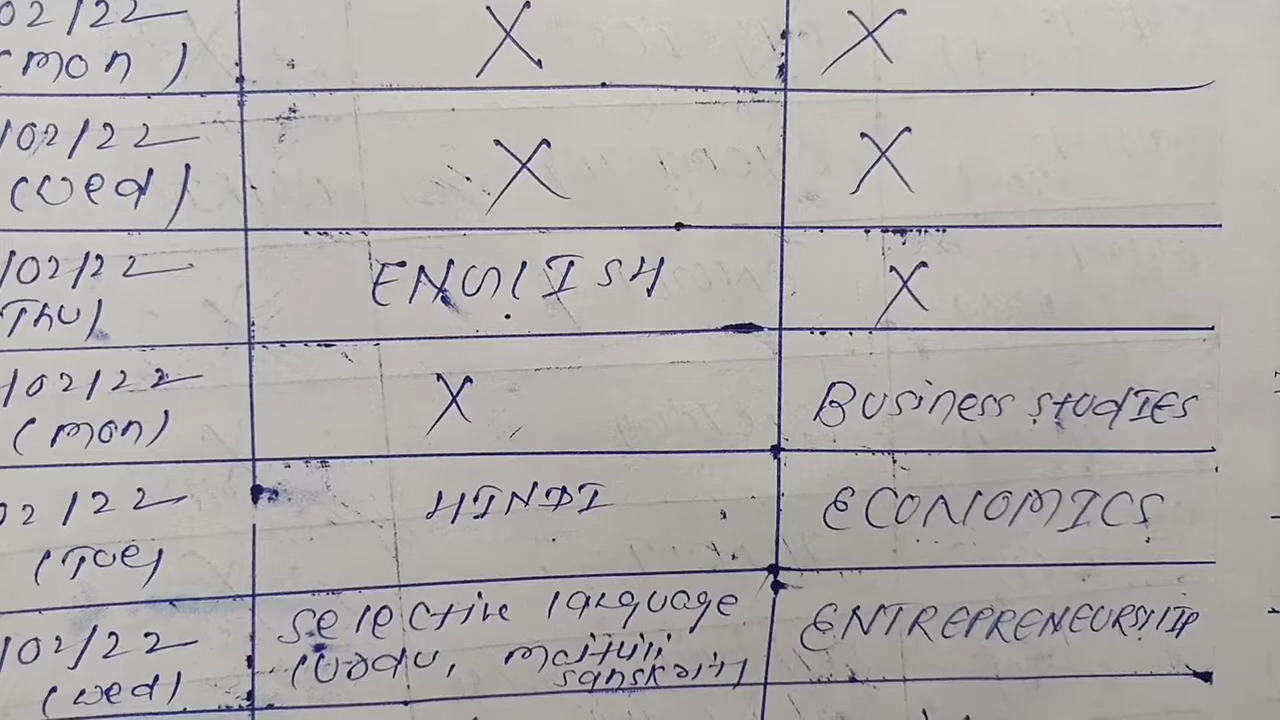 02/22 X X
(mon)
/02/22 X X
(wed)
/02/22 ENGLISH X
Thu)
/02/22 X Business studies
(mon)
02/22 HINDI ECONOMICS
(Tue)
selective language ENTREPRENEURSHIP
/02/22 (Urdu, maithili
(wed) sanskrit)